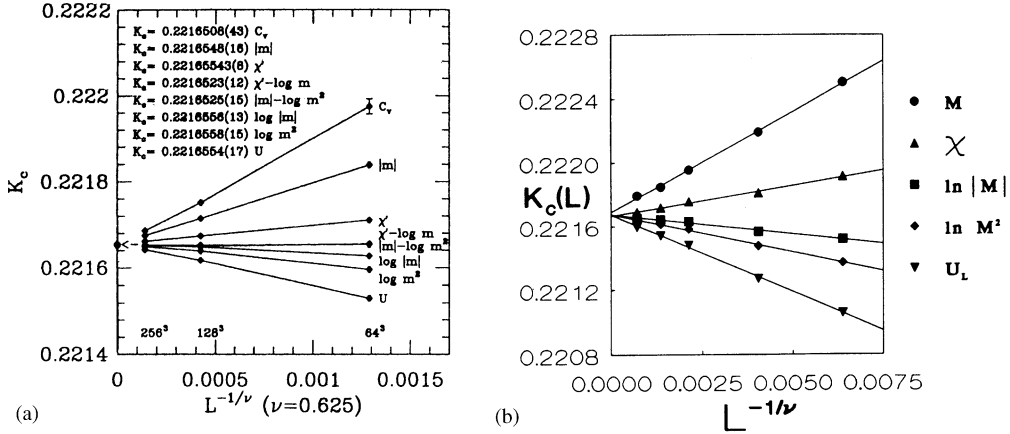 0.2222
0.222
0.2218
0.2216
0.2214
K_c
K_c= 0.2216508(43) C_v
K_c= 0.2216548(16) |m|
K_c= 0.22165543(8) χ'
K_c= 0.2216523(12) χ'-log m
K_c= 0.2216525(15) |m|-log m²
K_c= 0.2216556(13) log |m|
K_c= 0.2216558(15) log m²
K_c= 0.2216554(17) U
C_v
|m|
χ'
χ'-log m
|m|-log m²
log |m|
log m²
U
256³ 128³ 64³
0 0.0005 0.001 0.0015
L^{-1/ν} (ν=0.625)
(a)
0.2228
0.2224
0.2220
0.2216
0.2212
0.2208
K_c(L)
M
χ
ln |M|
ln M²
U_L
0.0000 0.0025 0.0050 0.0075
L^{-1/ν}
(b)